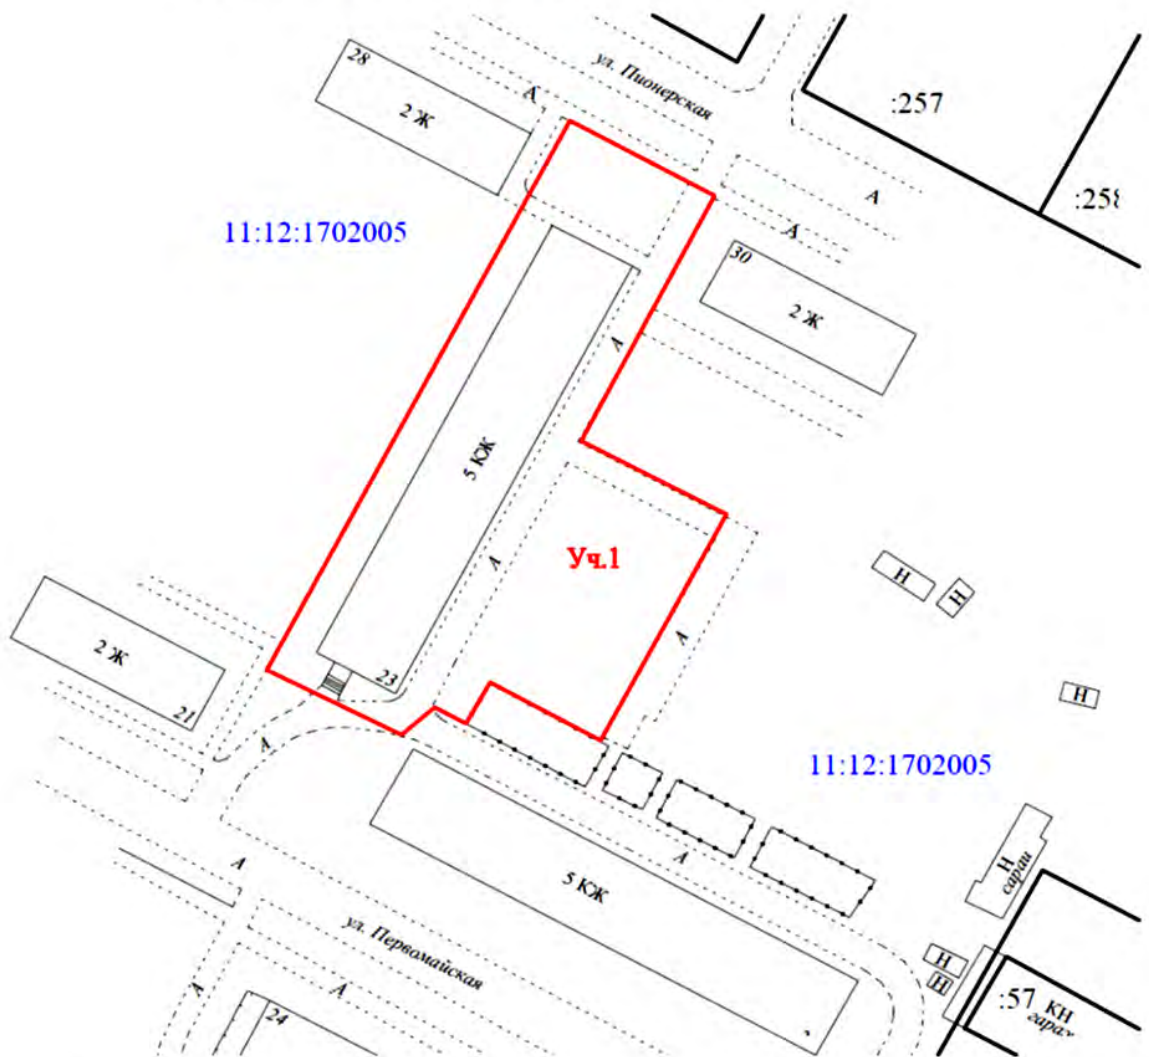 ул. Пионерская
28
2 Ж
А
:257
:258
А
А
11:12:1702005
30
2 Ж
А
5 КЖ
Уч.1
А
Н
Н
2 Ж
21
23
А
А
Н
11:12:1702005
А
А
5 КЖ
Н
сарай
ул. Первомайская
А
А
24
Н
Н
:57
КН
гараж